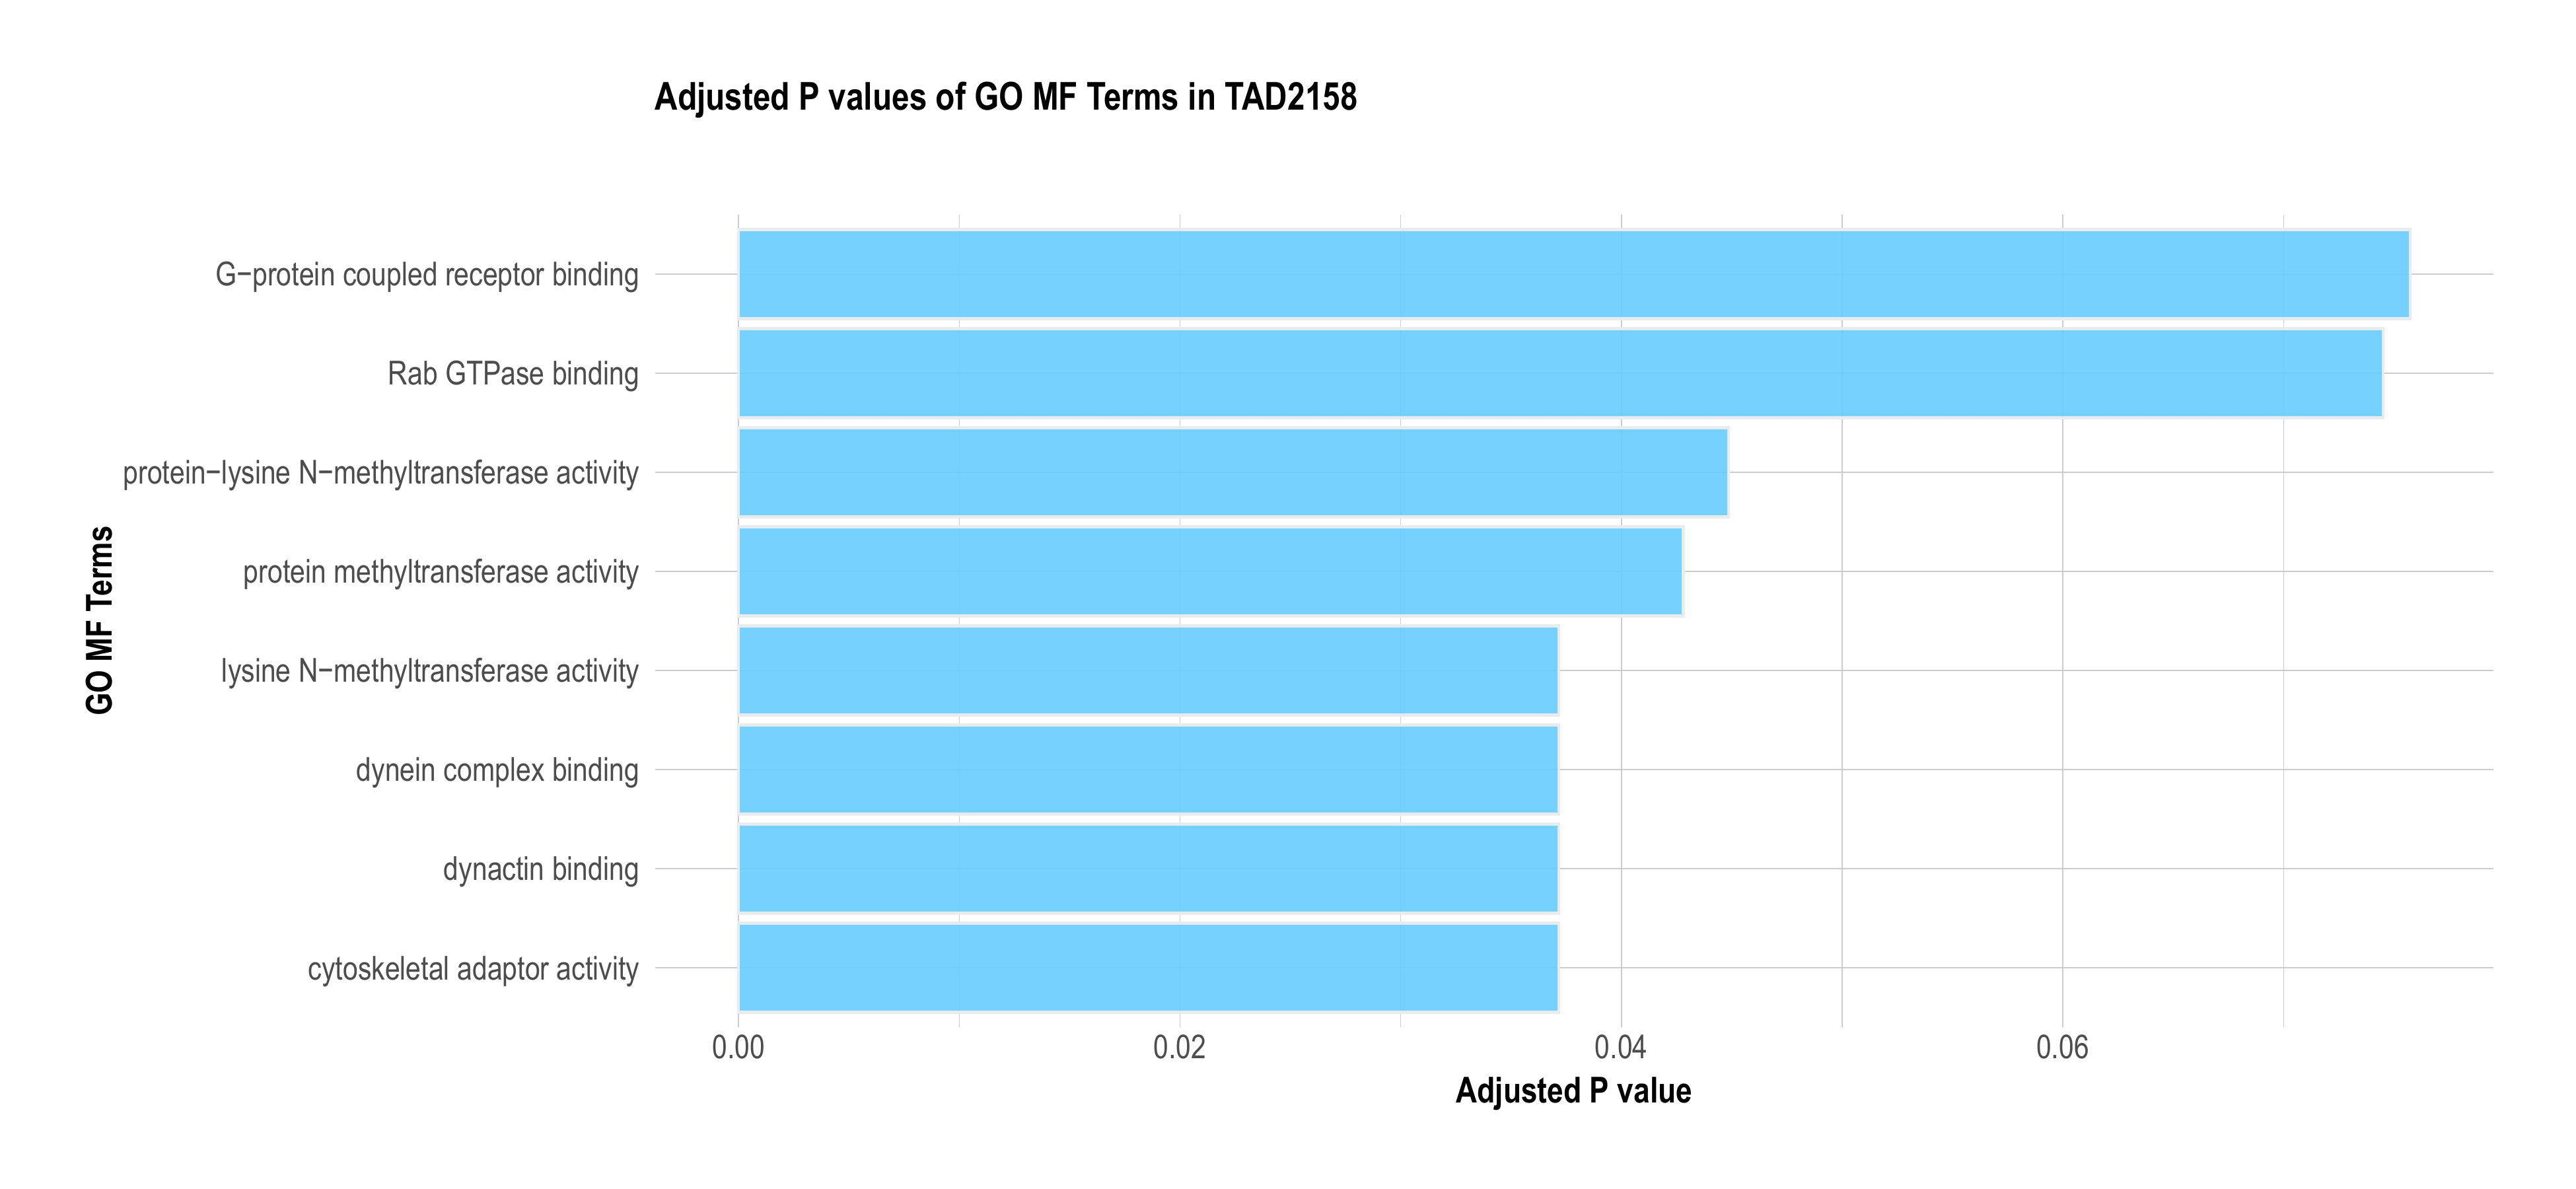 Adjusted P values of GO MF Terms in TAD2158
GO MF Terms
G−protein coupled receptor binding
Rab GTPase binding
protein−lysine N−methyltransferase activity
protein methyltransferase activity
lysine N−methyltransferase activity
dynein complex binding
dynactin binding
cytoskeletal adaptor activity
0.00 0.02 0.04 0.06
Adjusted P value